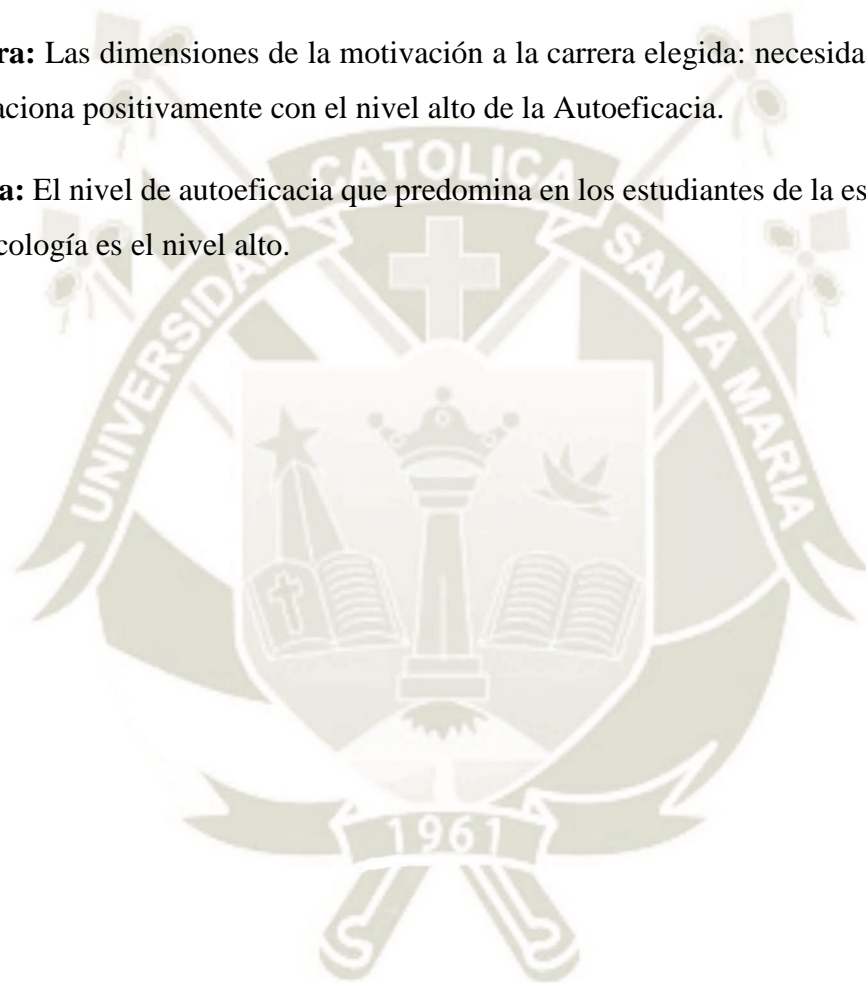 ra: Las dimensiones de la motivación a la carrera elegida: necesida
aciona positivamente con el nivel alto de la Autoeficacia.
a: El nivel de autoeficacia que predomina en los estudiantes de la es
cología es el nivel alto.
CATOLICA
UNIVERSIDAD SANTA MARIA
1961